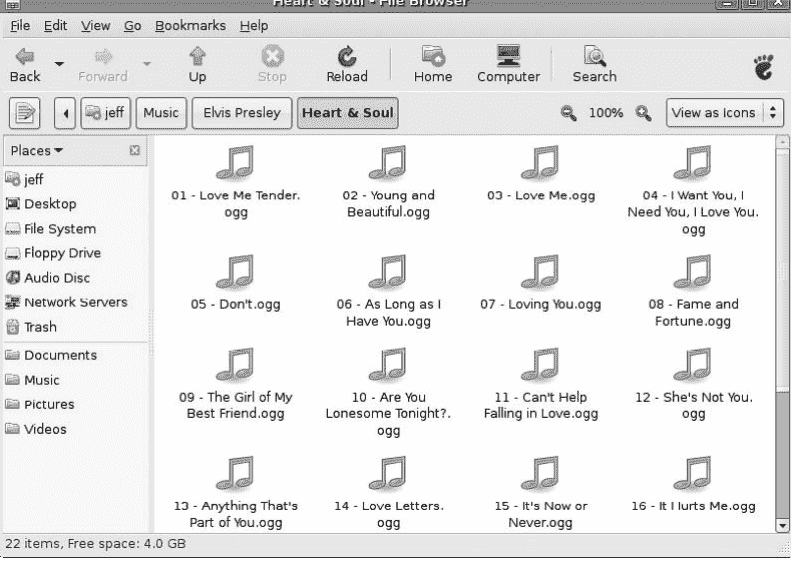 Heart & Soul - File Browser
File Edit View Go Bookmarks Help
Back Forward Up Stop Reload Home Computer Search
jeff Music Elvis Presley Heart & Soul 100% View as Icons
Places
jeff
Desktop
File System
Floppy Drive
Audio Disc
Network Servers
Trash
Documents
Music
Pictures
Videos
01 - Love Me Tender.
ogg
02 - Young and
Beautiful.ogg
03 - Love Me.ogg
04 - I Want You, I
Need You, I Love You.
ogg
05 - Don't.ogg
06 - As Long as I
Have You.ogg
07 - Loving You.ogg
08 - Fame and
Fortune.ogg
09 - The Girl of My
Best Friend.ogg
10 - Are You
Lonesome Tonight?.
ogg
11 - Can't Help
Falling in Love.ogg
12 - She's Not You.
ogg
13 - Anything That's
Part of You.ogg
14 - Love Letters.
ogg
15 - It's Now or
Never.ogg
16 - It Hurts Me.ogg
22 items, Free space: 4.0 GB